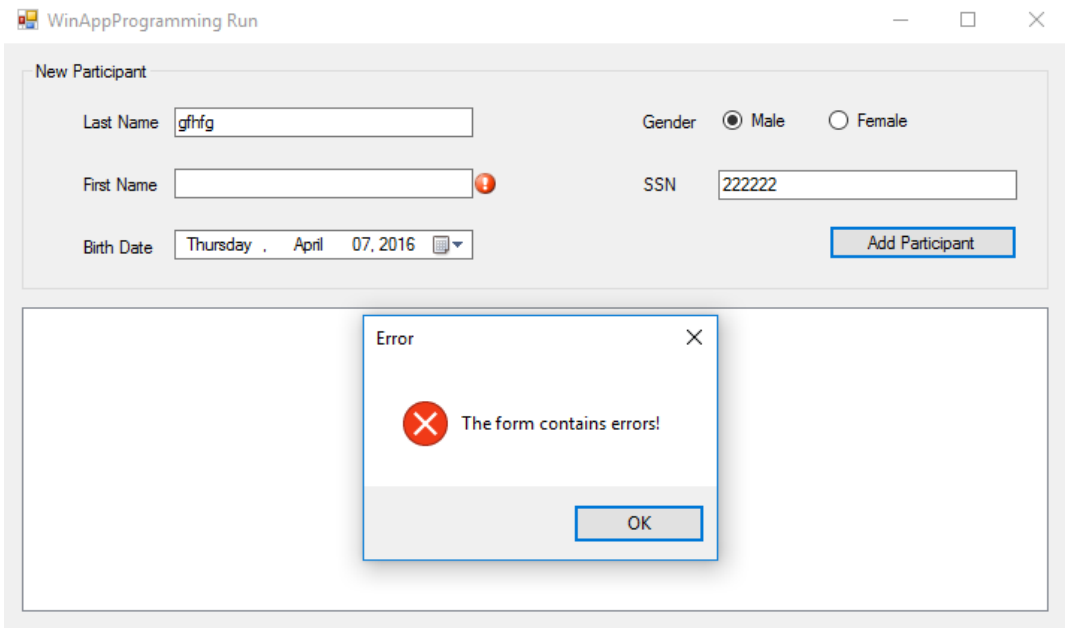 WinAppProgramming Run
New Participant
Last Name gfhfg Gender Male Female
First Name SSN 222222
Birth Date Thursday , April 07, 2016 Add Participant
Error
The form contains errors!
OK